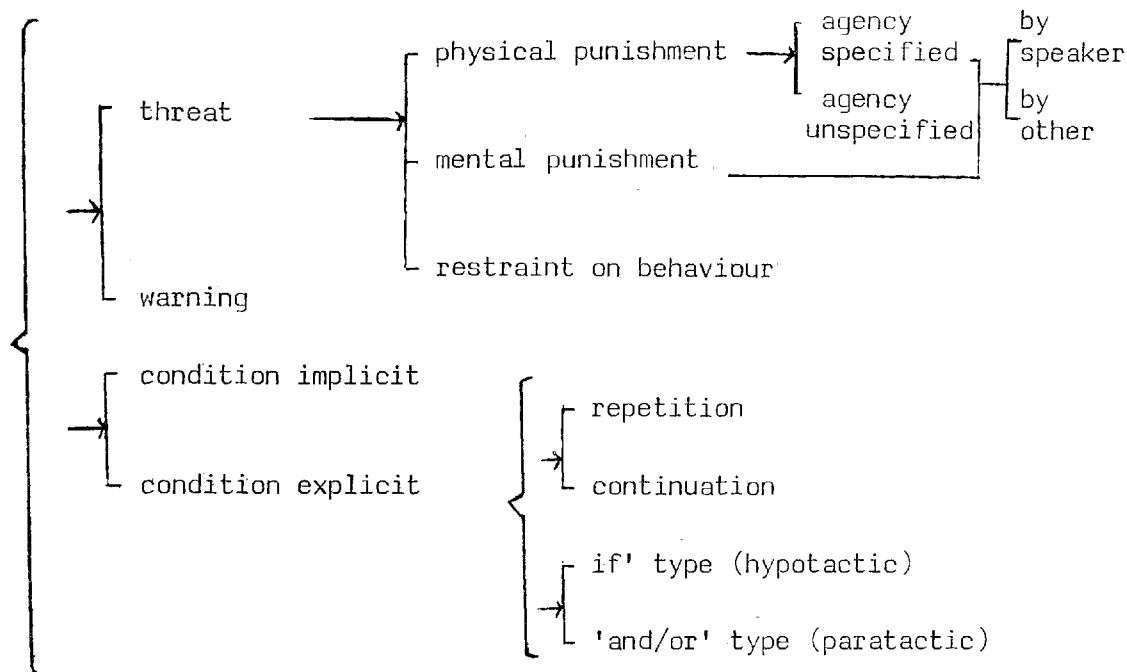 physical punishment
agency
specified
by
speaker
threat
agency
unspecified
by
other
mental punishment
restraint on behaviour
warning
condition implicit
repetition
condition explicit
continuation
if' type (hypotactic)
'and/or' type (paratactic)